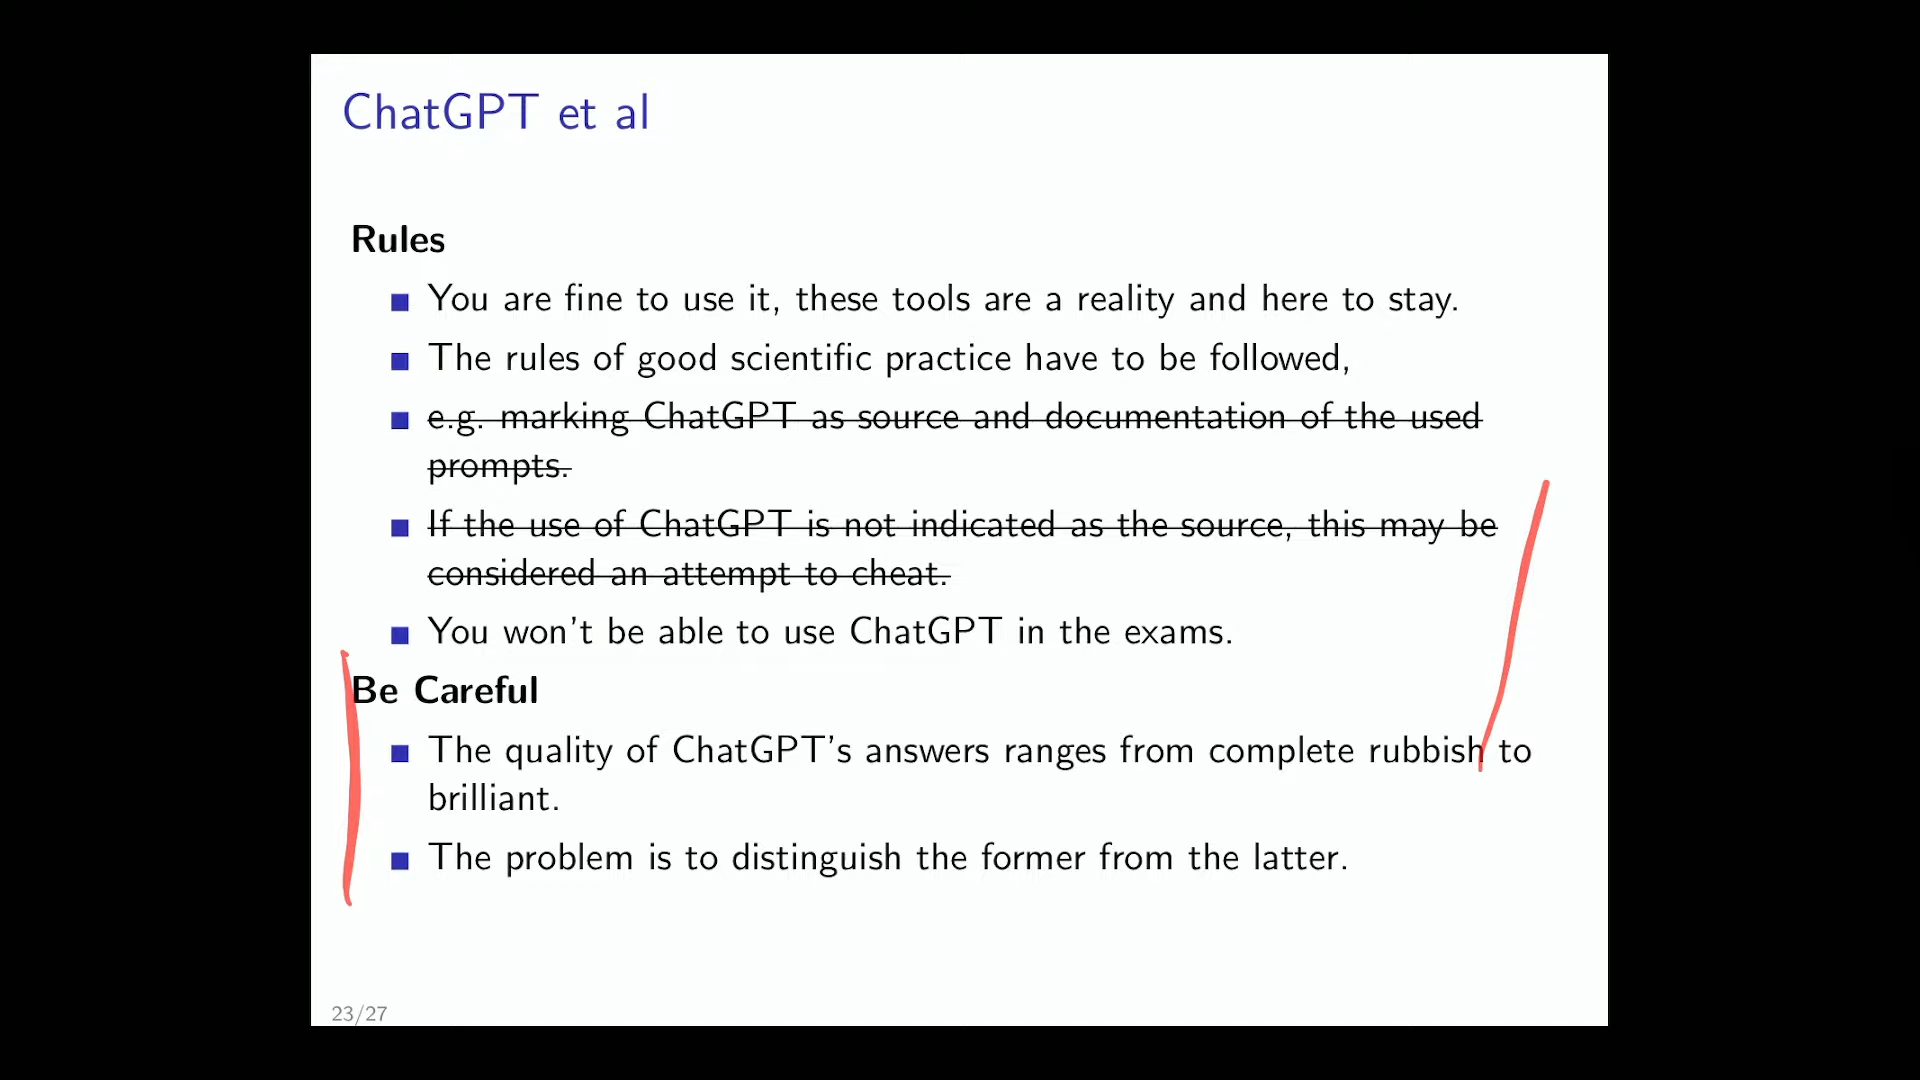 ChatGPT et al
Rules
You are fine to use it, these tools are a reality and here to stay.
The rules of good scientific practice have to be followed,
e.g. marking ChatGPT as source and documentation of the used
prompts.
If the use of ChatGPT is not indicated as the source, this may be
considered an attempt to cheat.
You won't be able to use ChatGPT in the exams.
Be Careful
The quality of ChatGPT's answers ranges from complete rubbish to
brilliant.
The problem is to distinguish the former from the latter.
23/27